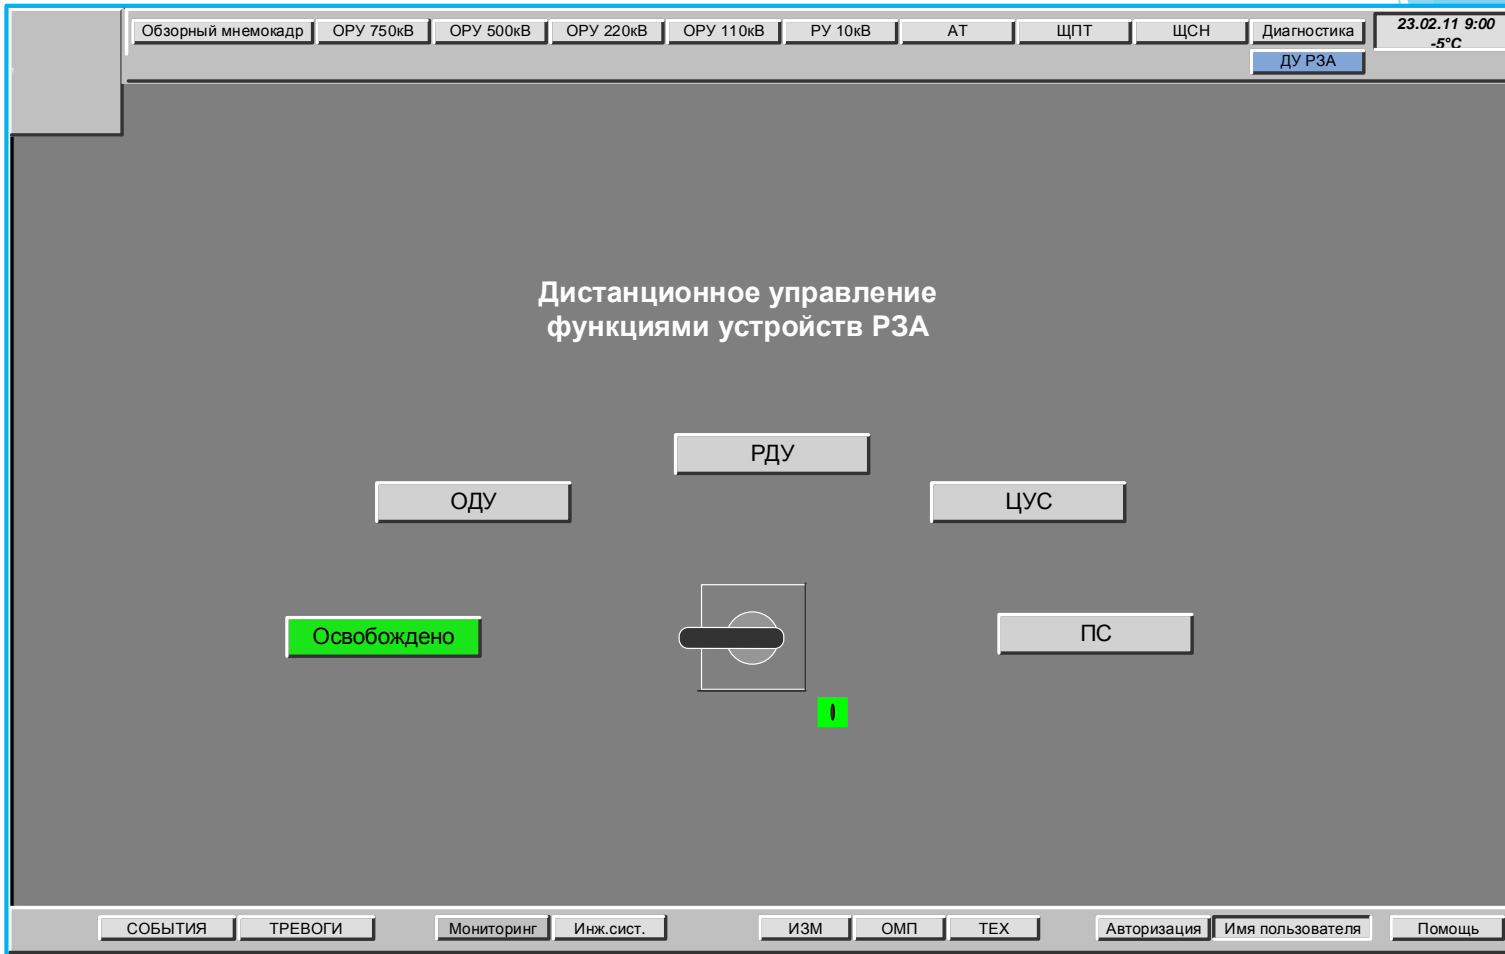 Обзорный мнемокадр ОРУ 750кВ ОРУ 500кВ ОРУ 220кВ ОРУ 110кВ РУ 10кВ АТ ЩПТ ЩСН Диагностика 23.02.11 9:00
-5°С
ДУ РЗА
Дистанционное управление
функциями устройств РЗА
РДУ
ОДУ
ЦУС
Освобождено
ПС
СОБЫТИЯ ТРЕВОГИ Мониторинг Инж.сист. ИЗМ ОМП ТЕХ Авторизация Имя пользователя Помощь